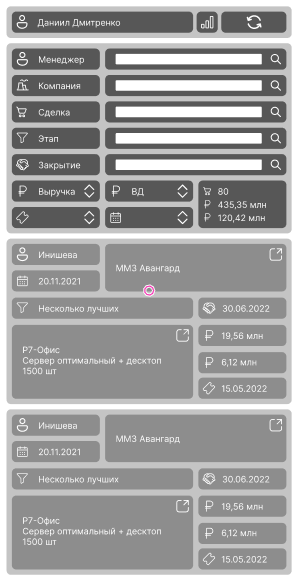 Даниил Дмитренко
Менеджер
Компания
Сделка
Этап
Закрытие
Выручка
ВД
80
435,35 млн
120,42 млн
Инишева
20.11.2021
ММЗ Авангард
Несколько лучших
30.06.2022
Р7-Офис
Сервер оптимальный + десктоп
1500 шт
19,56 млн
6,12 млн
15.05.2022
Инишева
20.11.2021
ММЗ Авангард
Несколько лучших
30.06.2022
Р7-Офис
Сервер оптимальный + десктоп
1500 шт
19,56 млн
6,12 млн
15.05.2022